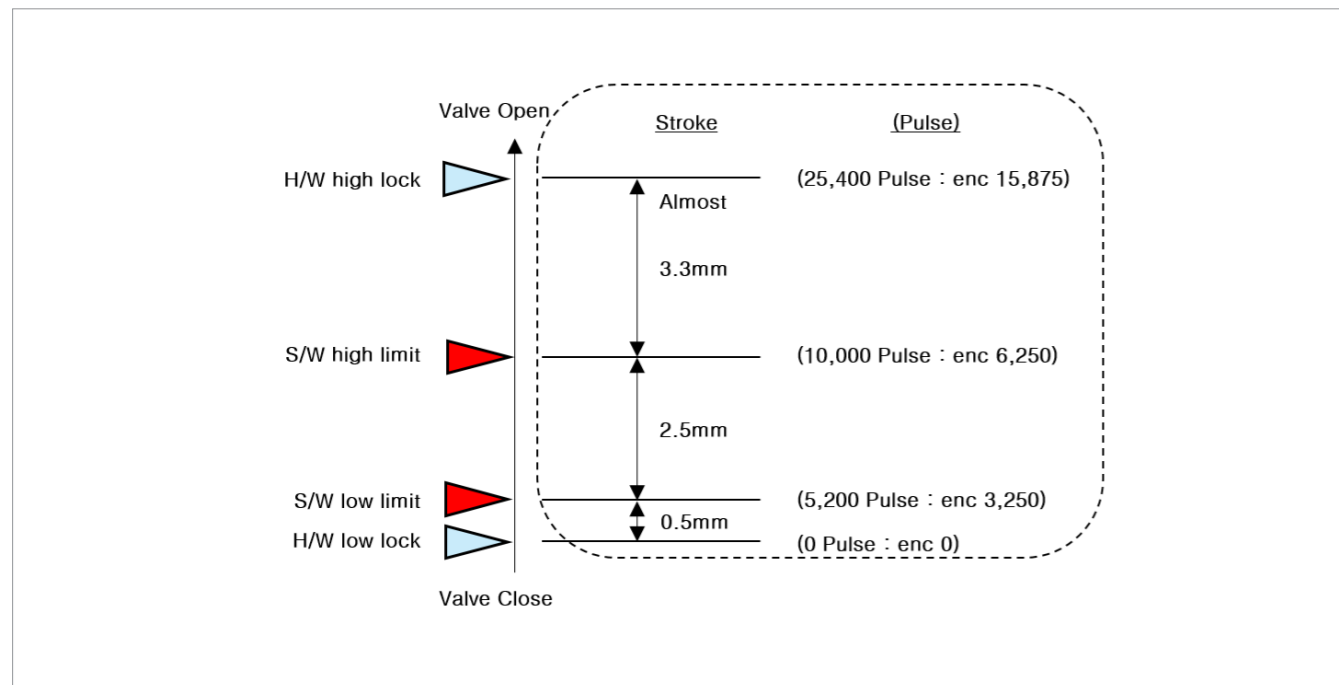 Valve Open
Stroke (Pulse)
H/W high lock (25,400 Pulse : enc 15,875)
Almost
3.3mm
S/W high limit (10,000 Pulse : enc 6,250)
2.5mm
S/W low limit (5,200 Pulse : enc 3,250)
0.5mm
H/W low lock (0 Pulse : enc 0)
Valve Close